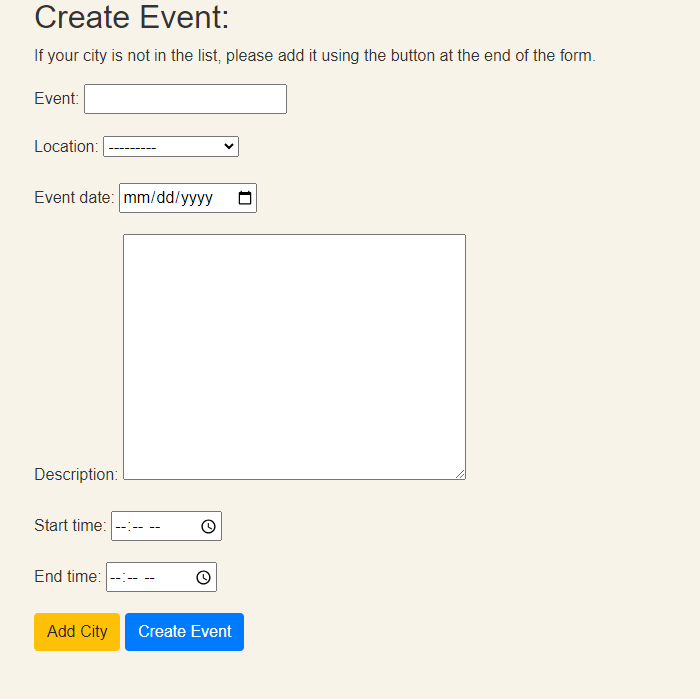 Create Event:
If your city is not in the list, please add it using the button at the end of the form.
Event:
Location: ---------
Event date: mm/dd/yyyy
Description:
Start time: --:-- --
End time: --:-- --
Add City Create Event